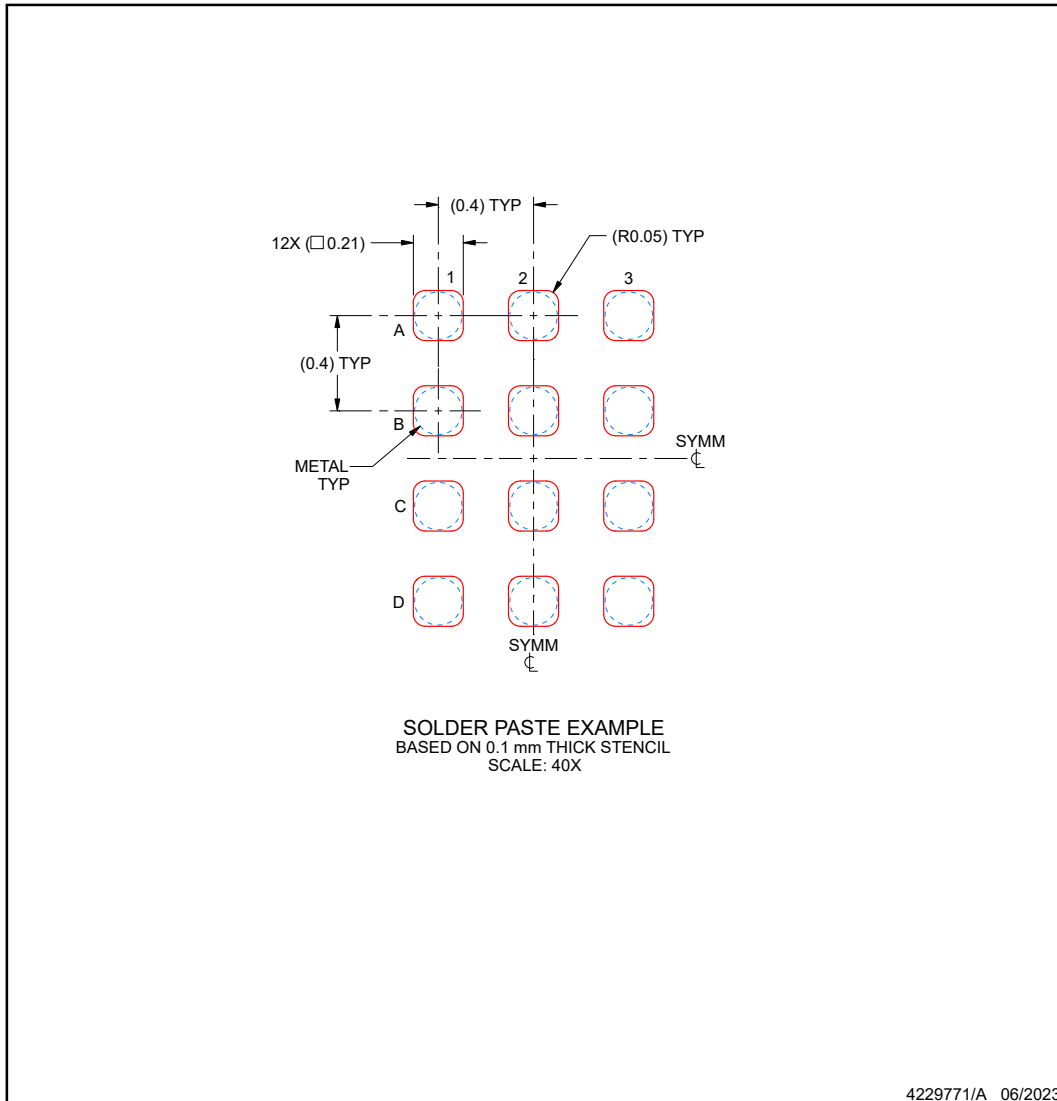 (0.4) TYP
12X (□0.21)
(R0.05) TYP
1
2
3
A
(0.4) TYP
B
SYMM
℄
METAL
TYP
C
D
SYMM
℄
SOLDER PASTE EXAMPLE
BASED ON 0.1 mm THICK STENCIL
SCALE: 40X
4229771/A 06/2023